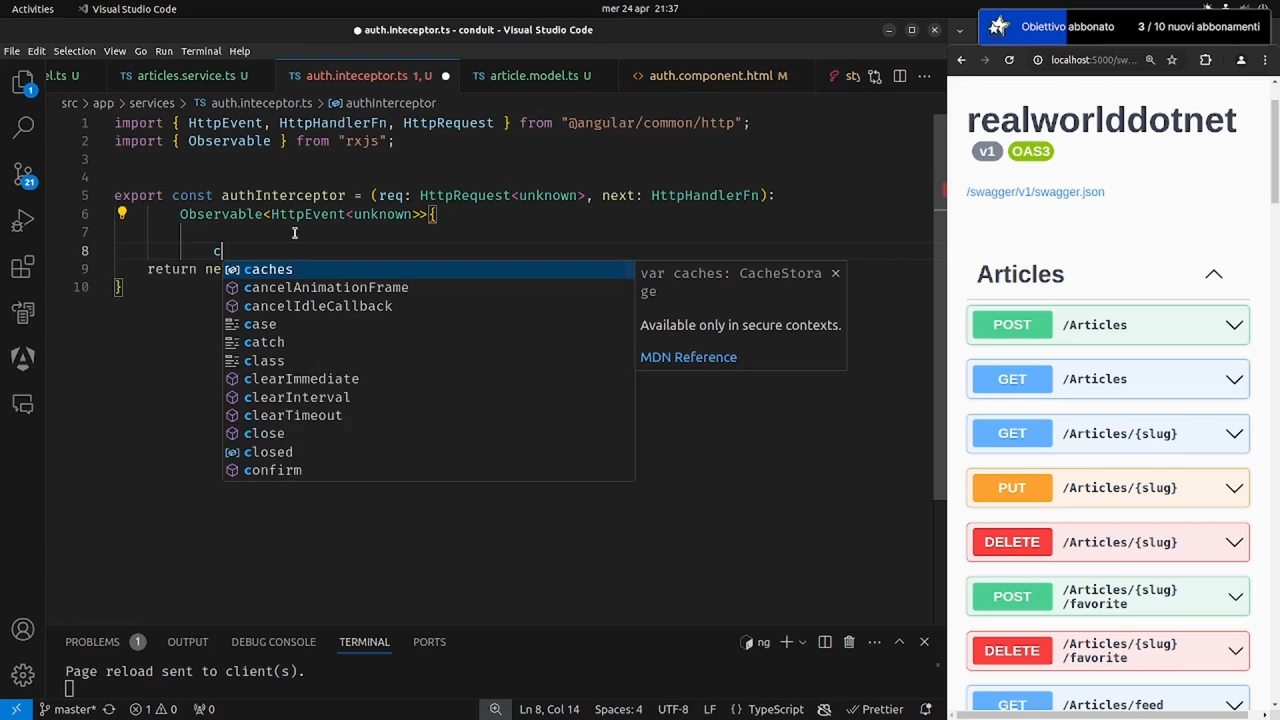 Activities Visual Studio Code mer 24 apr 21:37
auth.inteceptor.ts - conduit - Visual Studio Code
File Edit Selection View Go Run Terminal Help
el.ts U articles.service.ts U auth.inteceptor.ts 1, U article.model.ts U auth.component.html M sty
src > app > services > auth.inteceptor.ts > authInterceptor
1 import { HttpEvent, HttpHandlerFn, HttpRequest } from "@angular/common/http";
2 import { Observable } from "rxjs";
3
4
5 export const authInterceptor = (req: HttpRequest<unknown>, next: HttpHandlerFn):
6 Observable<HttpEvent<unknown>>{
7
8 c
9 return ne
10 }
caches
cancelAnimationFrame
cancelIdleCallback
case
catch
class
clearImmediate
clearInterval
clearTimeout
close
closed
confirm
var caches: CacheStora
ge
Available only in secure contexts.
MDN Reference
1
21
PROBLEMS 1 OUTPUT DEBUG CONSOLE TERMINAL PORTS
ng
Page reload sent to client(s).
master* 1 0 0 Ln 8, Col 14 Spaces: 4 UTF-8 LF {} TypeScript Prettier
Obiettivo abbonato 3 / 10 nuovi abbonamenti
localhost:5000/sw...
realworlddotnet
v1 OAS3
/swagger/v1/swagger.json
Articles
POST /Articles
GET /Articles
GET /Articles/{slug}
PUT /Articles/{slug}
DELETE /Articles/{slug}
POST /Articles/{slug}
/favorite
DELETE /Articles/{slug}
/favorite
GET /Articles/feed